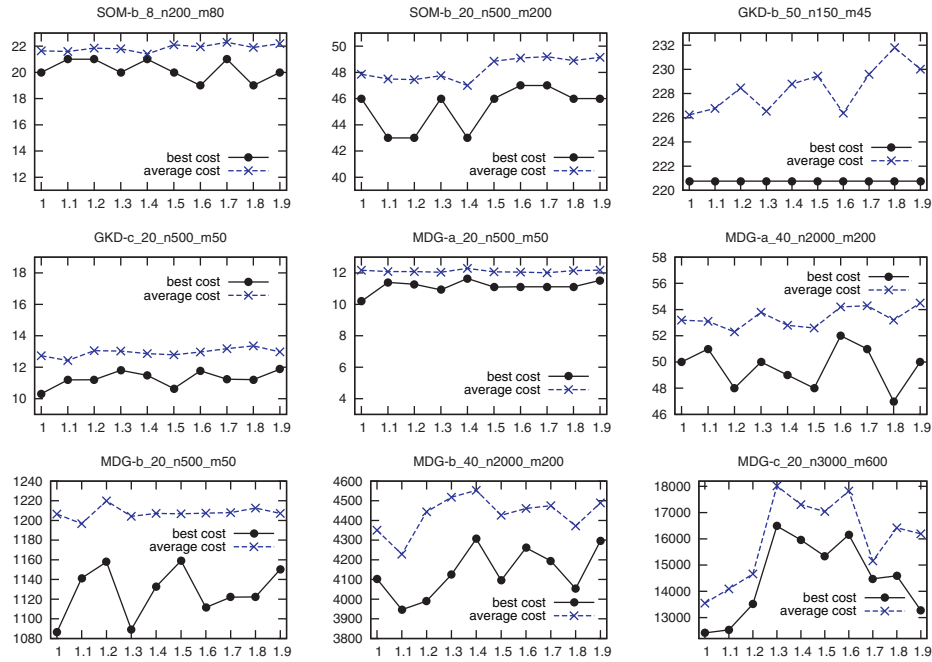 SOM-b_8_n200_m80
22
20
18
16
14
12
best cost
average cost
1 1.1 1.2 1.3 1.4 1.5 1.6 1.7 1.8 1.9
SOM-b_20_n500_m200
50
48
46
44
42
40
best cost
average cost
1 1.1 1.2 1.3 1.4 1.5 1.6 1.7 1.8 1.9
GKD-b_50_n150_m45
232
230
228
226
224
222
220
best cost
average cost
1 1.1 1.2 1.3 1.4 1.5 1.6 1.7 1.8 1.9
GKD-c_20_n500_m50
18
16
14
12
10
best cost
average cost
1 1.1 1.2 1.3 1.4 1.5 1.6 1.7 1.8 1.9
MDG-a_20_n500_m50
12
10
8
6
4
best cost
average cost
1 1.1 1.2 1.3 1.4 1.5 1.6 1.7 1.8 1.9
MDG-a_40_n2000_m200
58
56
54
52
50
48
46
best cost
average cost
1 1.1 1.2 1.3 1.4 1.5 1.6 1.7 1.8 1.9
MDG-b_20_n500_m50
1240
1220
1200
1180
1160
1140
1120
1100
1080
best cost
average cost
1 1.1 1.2 1.3 1.4 1.5 1.6 1.7 1.8 1.9
MDG-b_40_n2000_m200
4600
4500
4400
4300
4200
4100
4000
3900
3800
best cost
average cost
1 1.1 1.2 1.3 1.4 1.5 1.6 1.7 1.8 1.9
MDG-c_20_n3000_m600
18000
17000
16000
15000
14000
13000
best cost
average cost
1 1.1 1.2 1.3 1.4 1.5 1.6 1.7 1.8 1.9